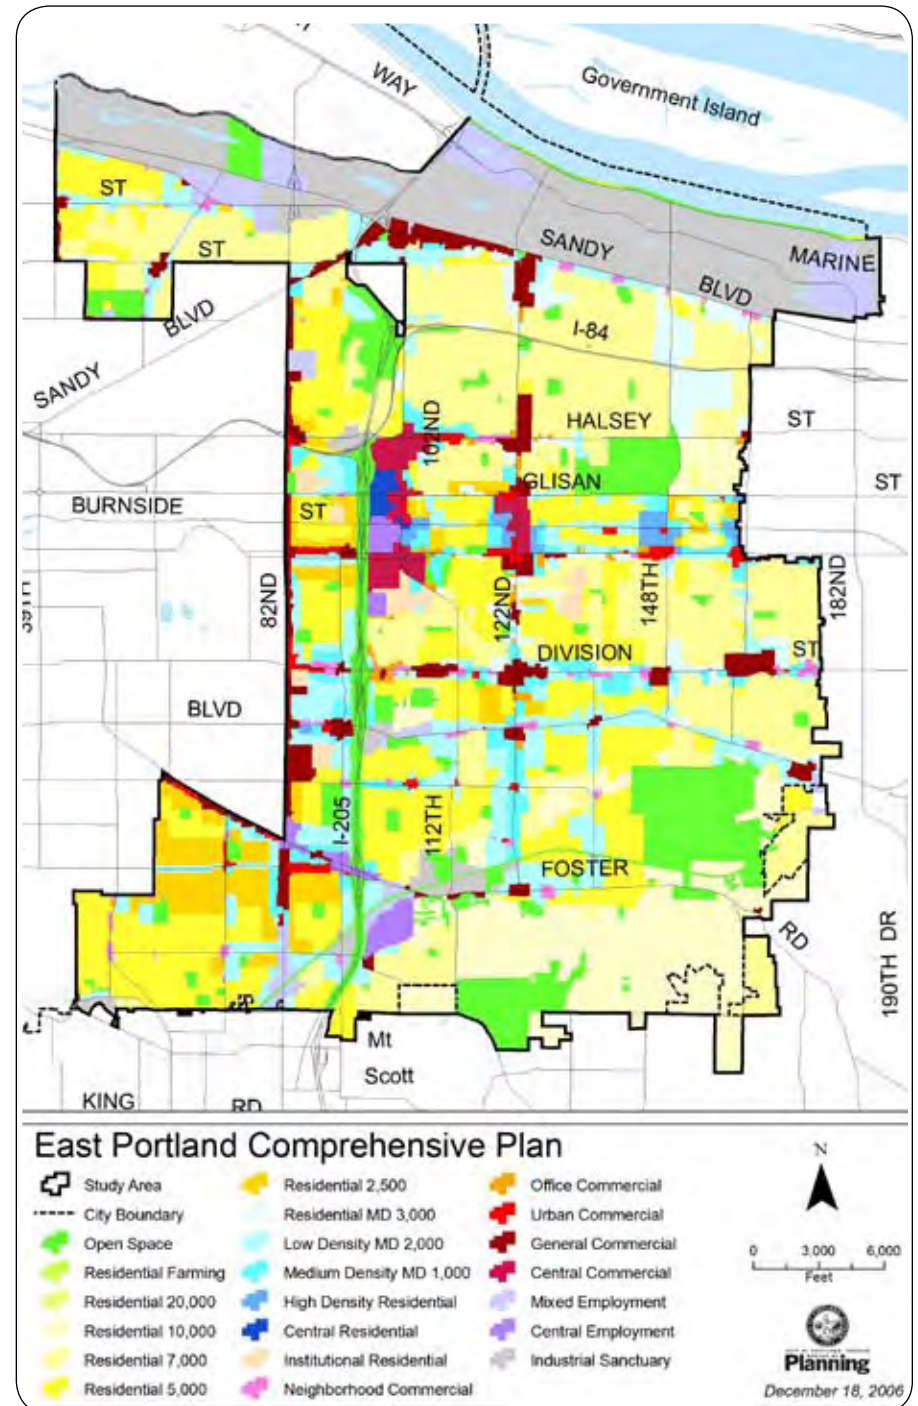 WAY
Government Island
ST
SANDY
MARINE
ST
BLVD
BLVD
I-84
SANDY
102ND
HALSEY
ST
GLISAN
ST
BURNSIDE
ST
82ND
122ND
148TH
182ND
39TH
DIVISION
ST
BLVD
I-205
112TH
FOSTER
RD
190TH DR
Mt
Scott
KING
RD
East Portland Comprehensive Plan
Study Area
City Boundary
Open Space
Residential Farming
Residential 20,000
Residential 10,000
Residential 7,000
Residential 5,000
Residential 2,500
Residential MD 3,000
Low Density MD 2,000
Medium Density MD 1,000
High Density Residential
Central Residential
Institutional Residential
Neighborhood Commercial
Office Commercial
Urban Commercial
General Commercial
Central Commercial
Mixed Employment
Central Employment
Industrial Sanctuary
N
0 3,000 6,000
Feet
Planning
December 18, 2006